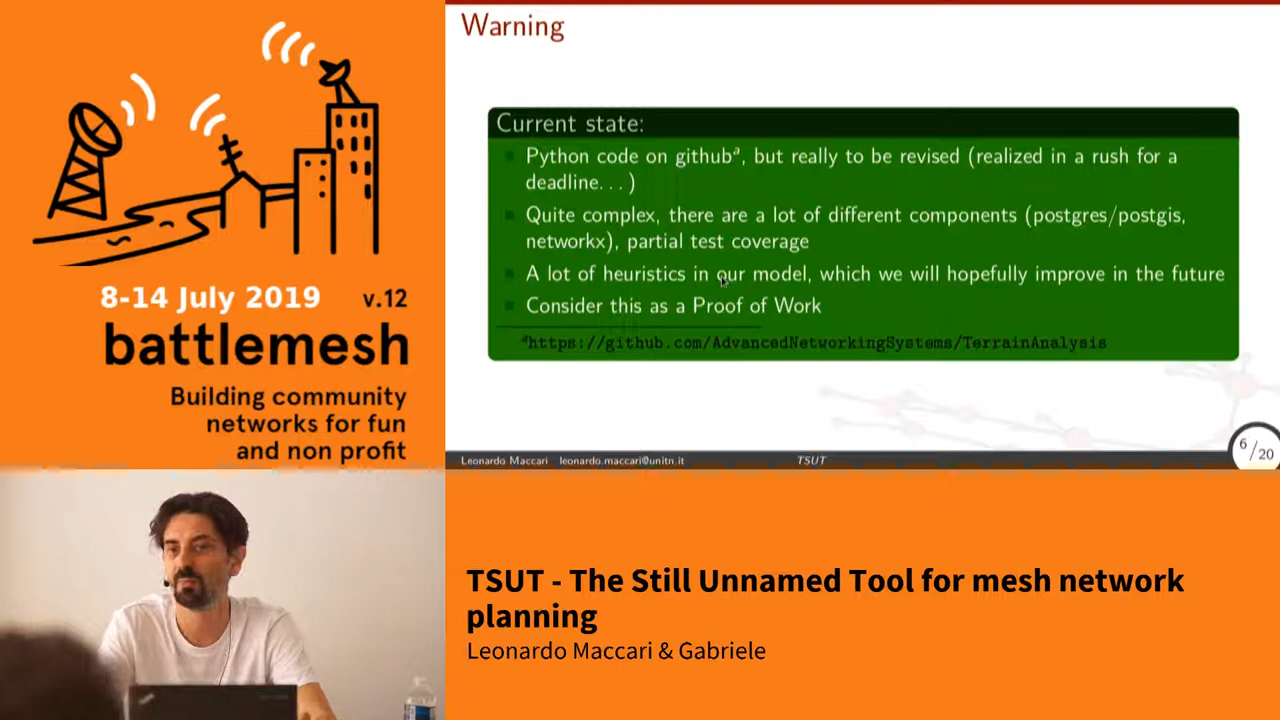 8-14 July 2019 v.12
battlemesh
Building community
networks for fun
and non profit
Warning
Current state:
Python code on githubᵃ, but really to be revised (realized in a rush for a
deadline...)
Quite complex, there are a lot of different components (postgres/postgis,
networkx), partial test coverage
A lot of heuristics in our model, which we will hopefully improve in the future
Consider this as a Proof of Work
ᵃhttps://github.com/AdvancedNetworkingSystems/TerrainAnalysis
Leonardo Maccari leonardo.maccari@unitn.it TSUT
6/20
TSUT - The Still Unnamed Tool for mesh network
planning
Leonardo Maccari & Gabriele